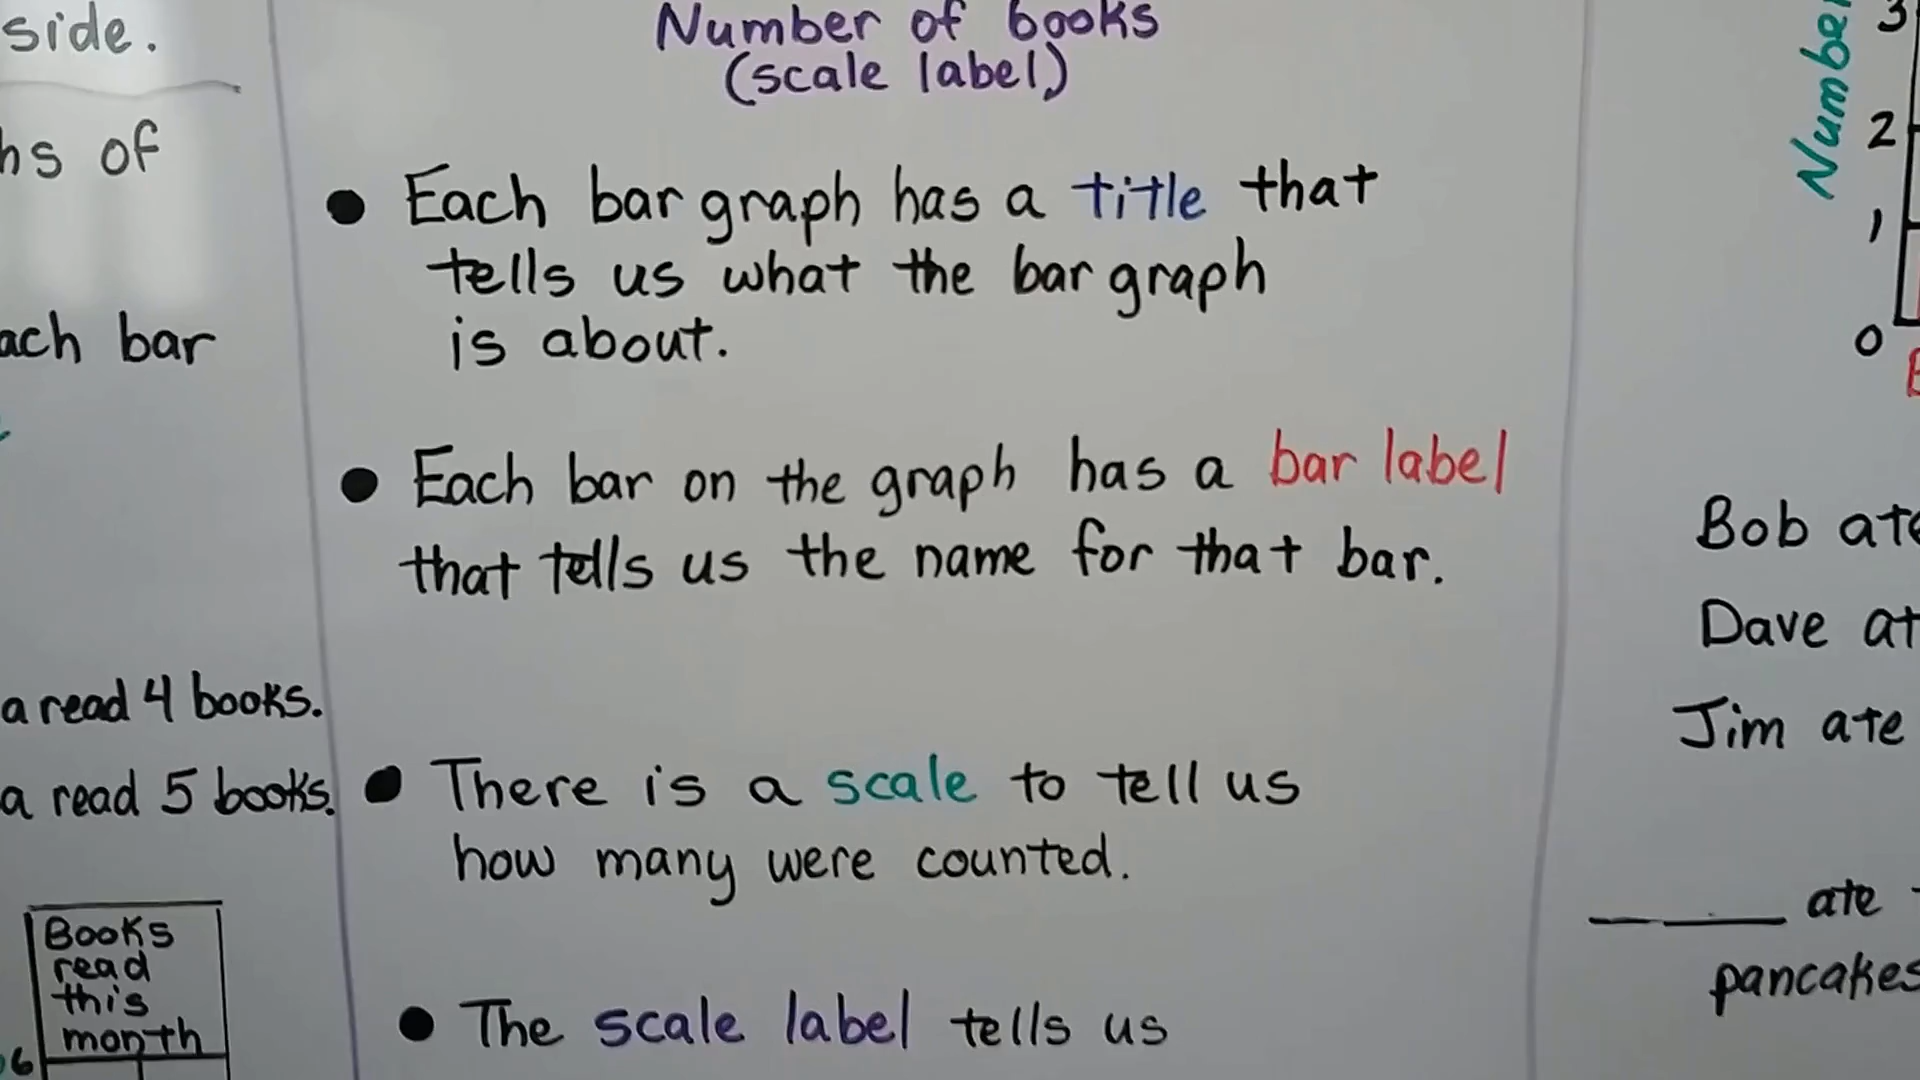 side.
of
bar
a read 4 books.
a read 5 books.
Books
read
this
month
6
Number of books
(scale label)
● Each bar graph has a title that
tells us what the bar graph
is about.
● Each bar on the graph has a bar label
that tells us the name for that bar.
● There is a scale to tell us
how many were counted.
● The scale label tells us
Number
3
2
1
0
Bob ate
Dave
Jim ate
____ ate
pancakes